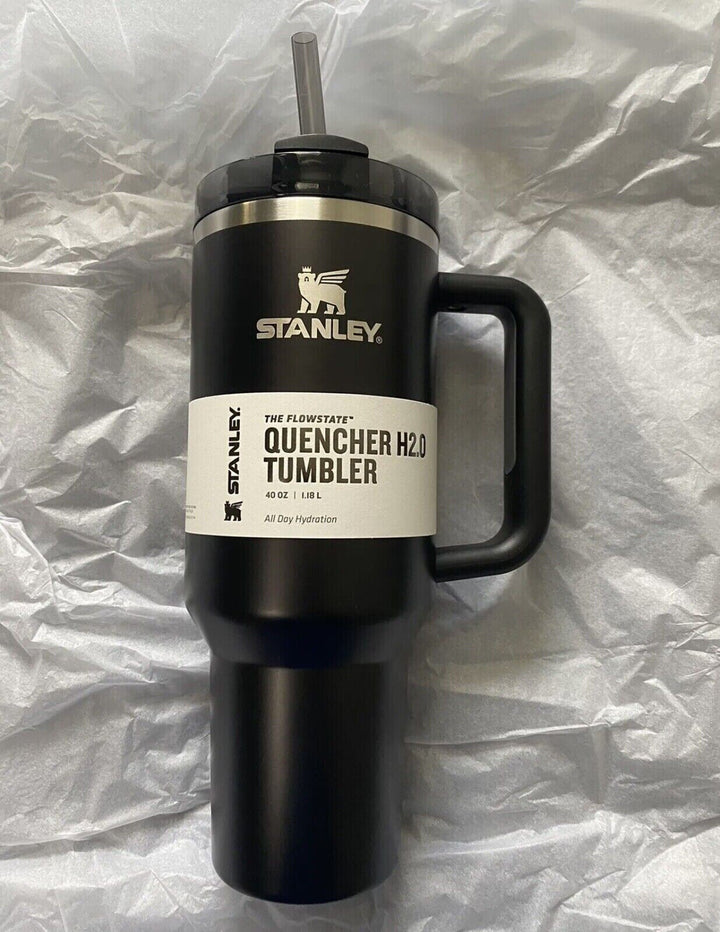 STANLEY®
STANLEY.
THE FLOWSTATE™
QUENCHER H2.0
TUMBLER
40 OZ | 1.18 L
All Day Hydration